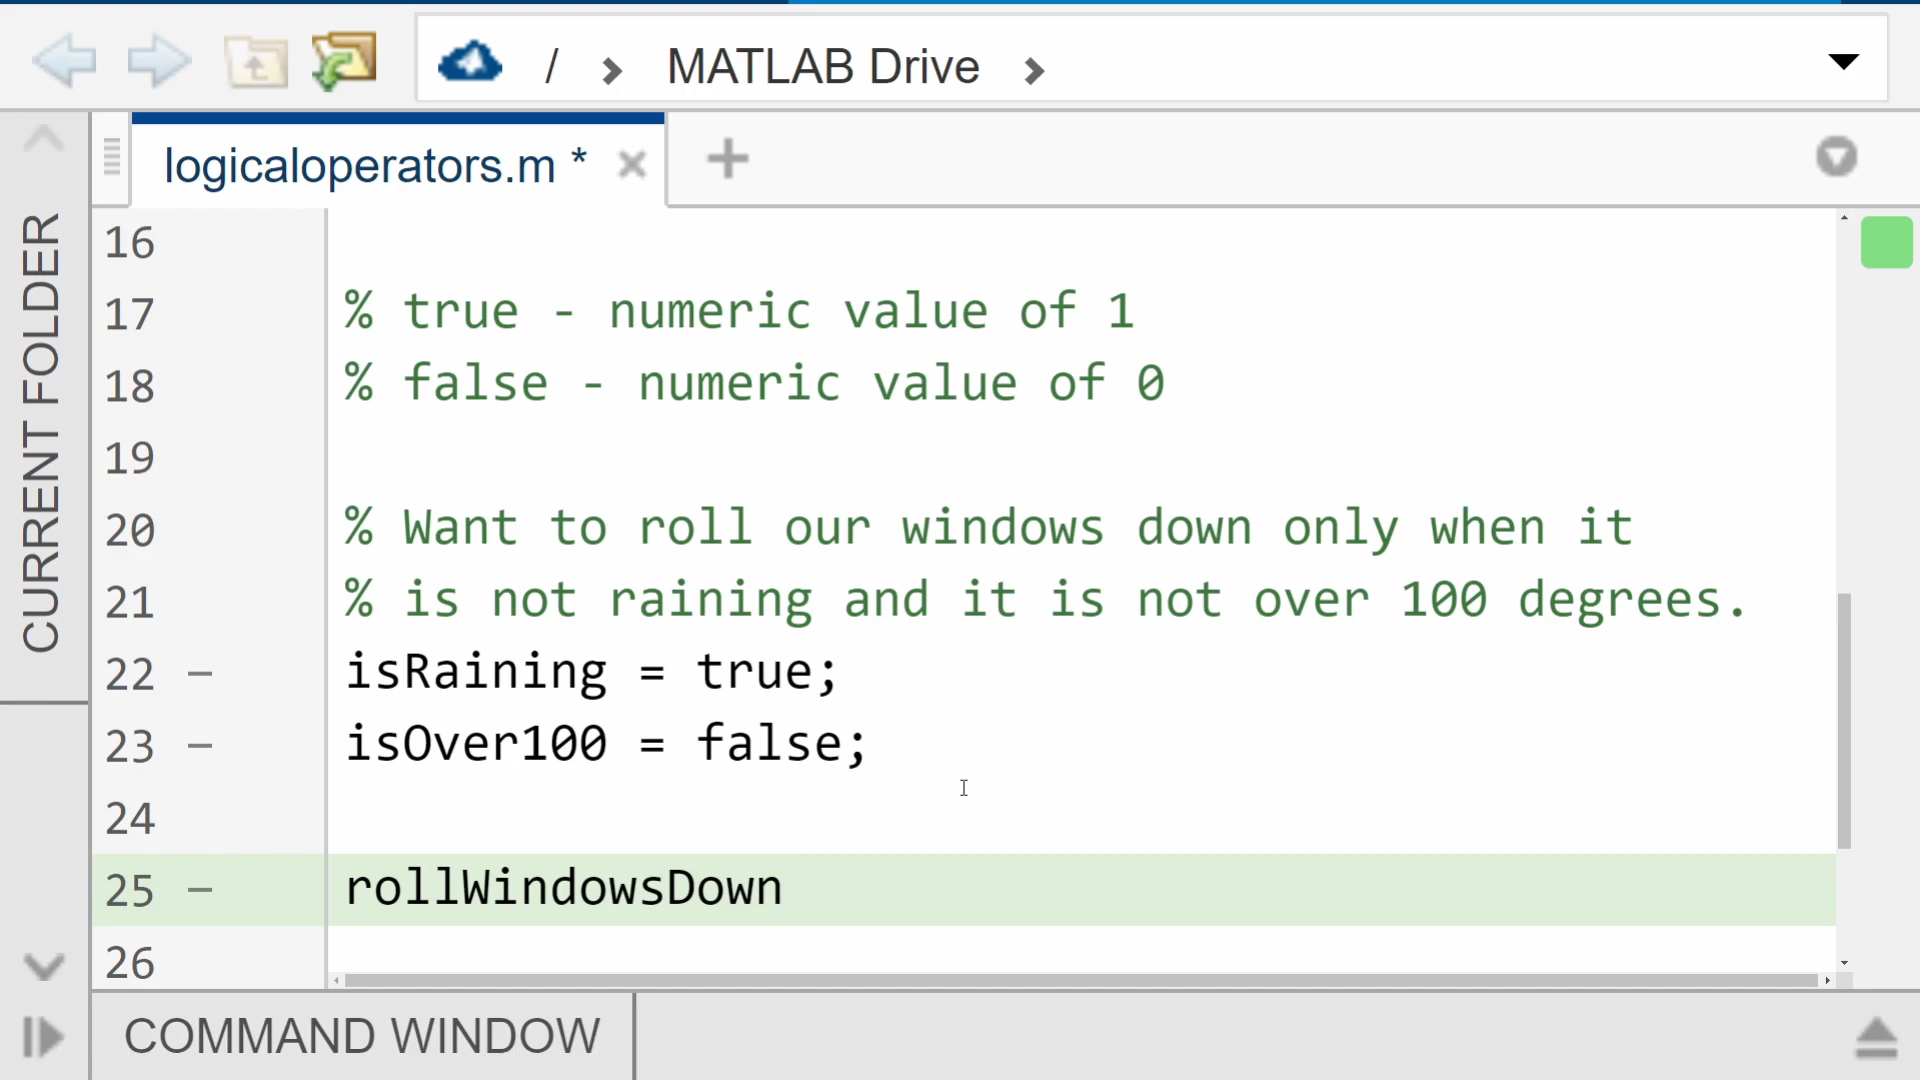 / > MATLAB Drive >
logicaloperators.m * × +
CURRENT FOLDER
16
17 % true - numeric value of 1
18 % false - numeric value of 0
19
20 % Want to roll our windows down only when it
21 % is not raining and it is not over 100 degrees.
22 – isRaining = true;
23 – isOver100 = false;
24
25 – rollWindowsDown
26
COMMAND WINDOW